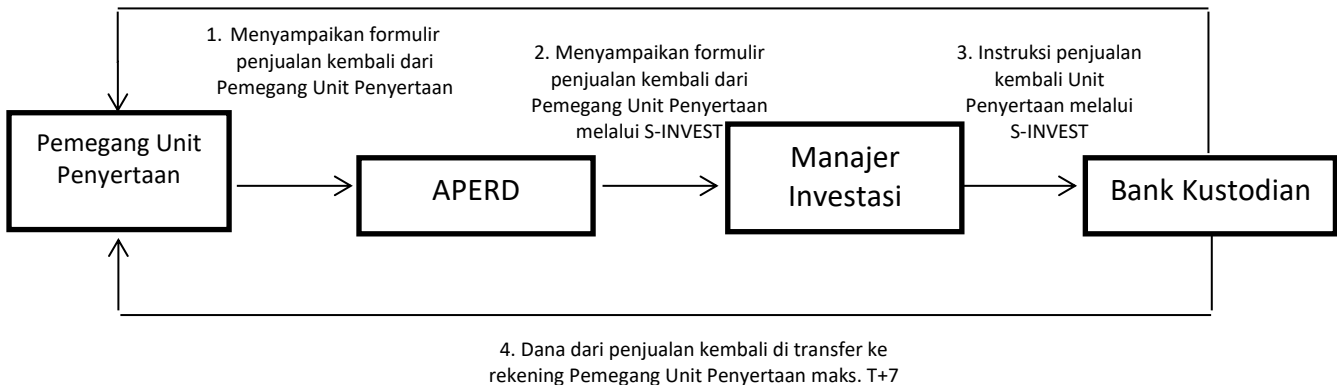 1. Menyampaikan formulir
penjualan kembali dari
Pemegang Unit Penyertaan
2. Menyampaikan formulir
penjualan kembali dari
Pemegang Unit Penyertaan
melalui S-INVEST
3. Instruksi penjualan
kembali Unit
Penyertaan melalui
S-INVEST
Pemegang Unit
Penyertaan
APERD
Manajer
Investasi
Bank Kustodian
4. Dana dari penjualan kembali di transfer ke
rekening Pemegang Unit Penyertaan maks. T+7